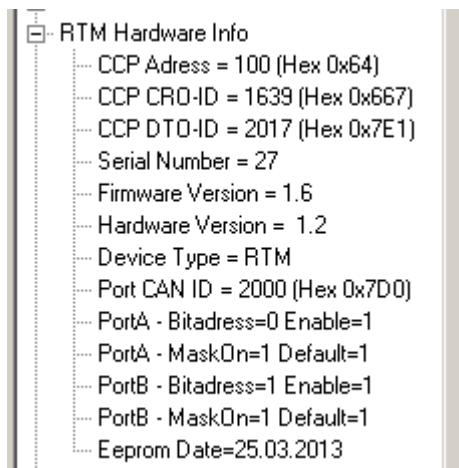 RTM Hardware Info
CCP Adress = 100 (Hex 0x64)
CCP CRO-ID = 1639 (Hex 0x667)
CCP DTO-ID = 2017 (Hex 0x7E1)
Serial Number = 27
Firmware Version = 1.6
Hardware Version =  1.2
Device Type = RTM
Port CAN ID = 2000 (Hex 0x7D0)
PortA - Bitadress=0 Enable=1
PortA - MaskOn=1 Default=1
PortB - Bitadress=1 Enable=1
PortB - MaskOn=1 Default=1
Eeprom Date=25.03.2013